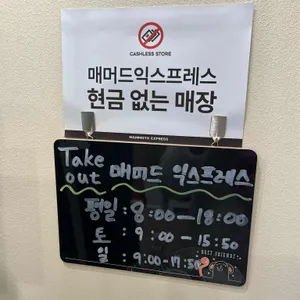 CASHLESS STORE
매머드익스프레스
현금 없는 매장
MAMMOTH EXPRESS
Take out 매머드 익스프레스
평일 : 8:00-18:00
토 : 9:00-15:50
일 : 9:00-17:50
BEST FRIEND